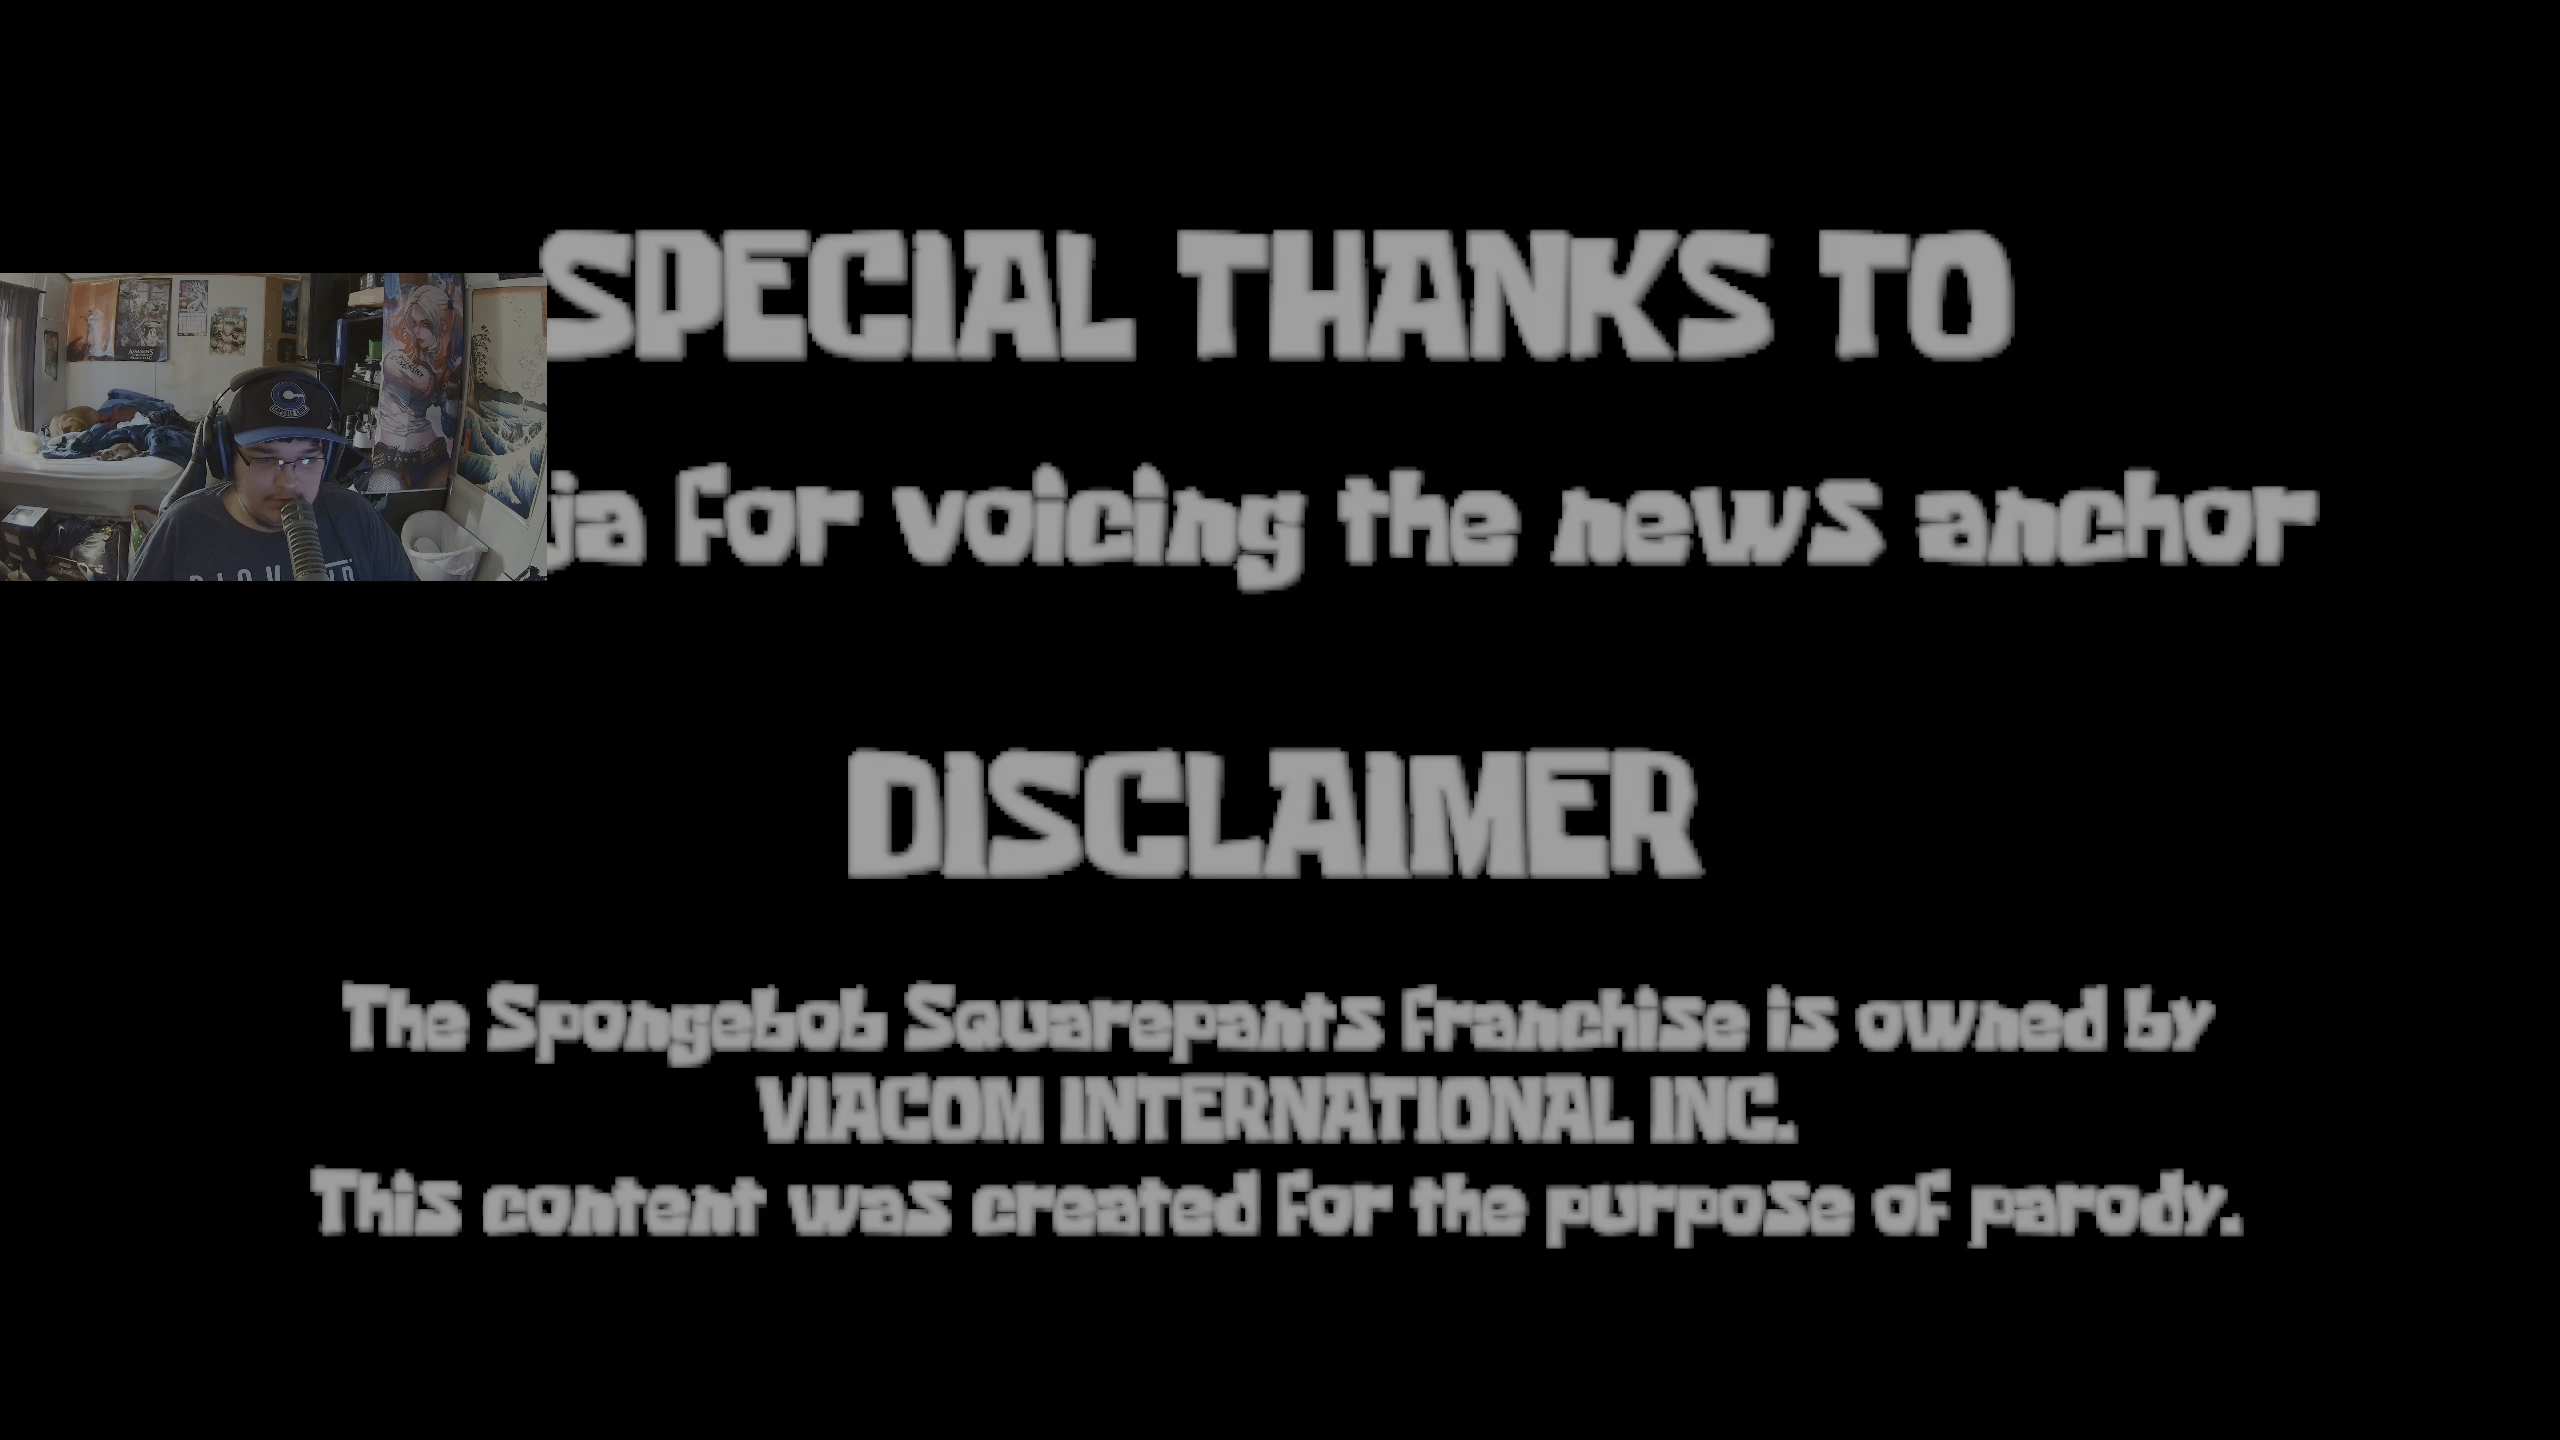 SPECIAL THANKS TO
for voicing the news anchor
DISCLAIMER
The Spongebob Squarepants franchise is owned by
VIACOM INTERNATIONAL INC.
This content was created for the purpose of parody.